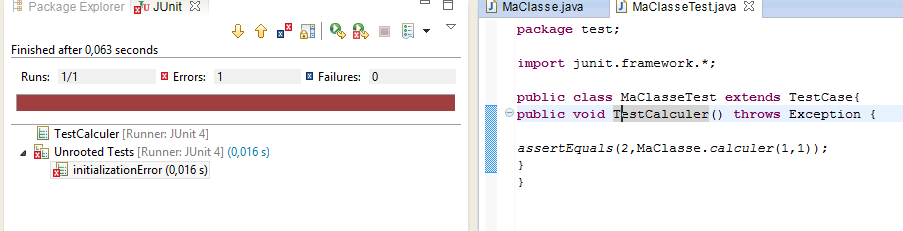 Package Explorer JUnit
Finished after 0,063 seconds
Runs: 1/1 Errors: 1 Failures: 0
TestCalculer [Runner: JUnit 4]
Unrooted Tests [Runner: JUnit 4] (0,016 s)
initializationError (0,016 s)
MaClasse.java MaClasseTest.java
package test;
import junit.framework.*;
public class MaClasseTest extends TestCase{
public void TestCalculer() throws Exception {
assertEquals(2,MaClasse.calculer(1,1));
}
}